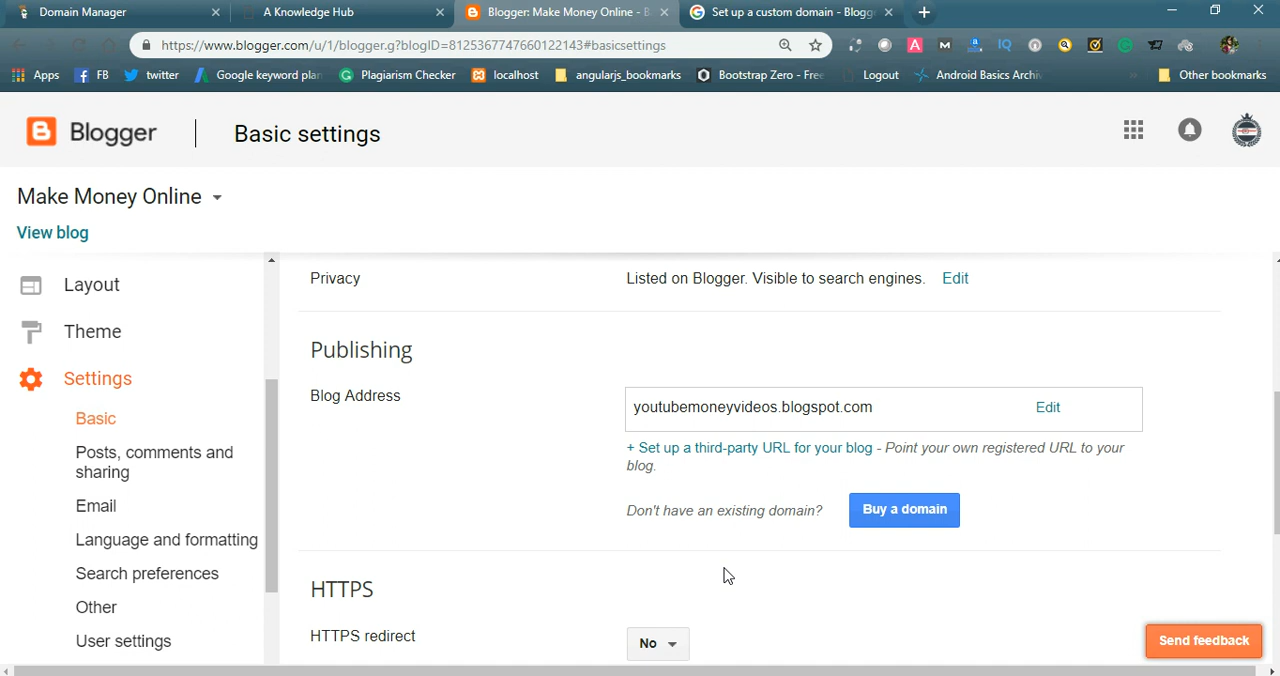 Domain Manager
A Knowledge Hub
Blogger: Make Money Online - B
Set up a custom domain - Blogg
https://www.blogger.com/u/1/blogger.g?blogID=8125367747660122143#basicsettings
Apps
FB
twitter
Google keyword plan
Plagiarism Checker
localhost
angularjs_bookmarks
Bootstrap Zero - Free
Logout
Android Basics Archiv
Other bookmarks
Blogger
Basic settings
Make Money Online
View blog
Layout
Theme
Settings
Basic
Posts, comments and
sharing
Email
Language and formatting
Search preferences
Other
User settings
Privacy
Listed on Blogger. Visible to search engines. Edit
Publishing
Blog Address
youtubemoneyvideos.blogspot.com
Edit
+ Set up a third-party URL for your blog - Point your own registered URL to your
blog.
Don't have an existing domain?
Buy a domain
HTTPS
HTTPS redirect
No
Send feedback